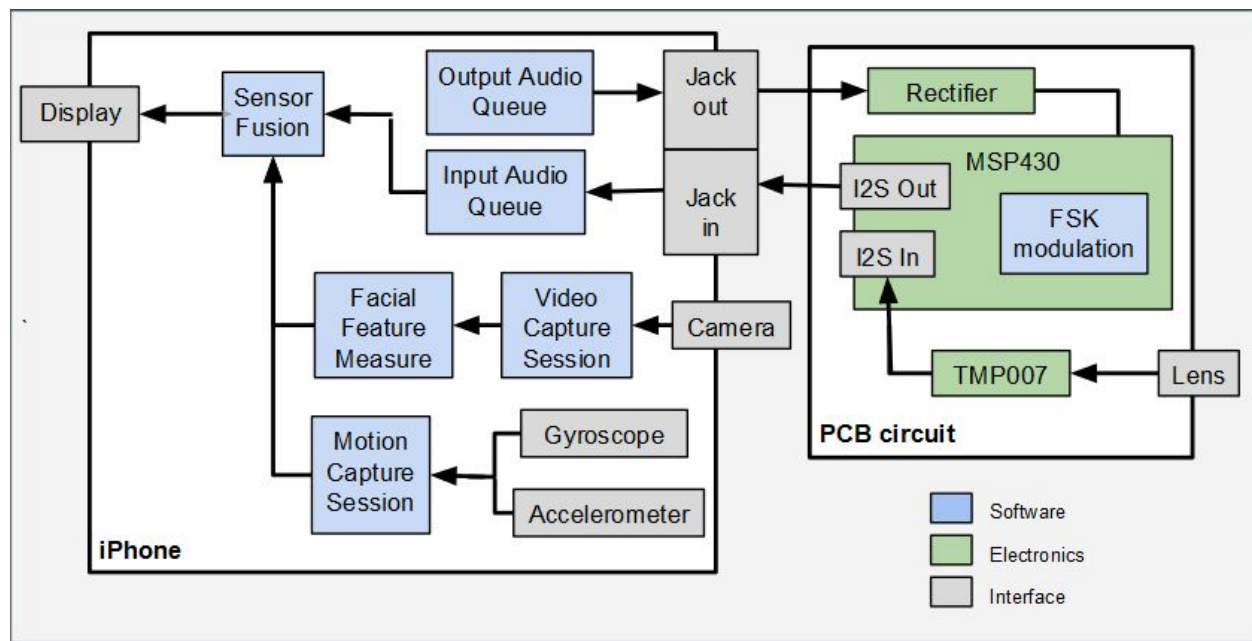 Display
Sensor
Fusion
Output Audio
Queue
Input Audio
Queue
Jack
out
Jack
in
Facial
Feature
Measure
Video
Capture
Session
Camera
Motion
Capture
Session
Gyroscope
Accelerometer
iPhone
Rectifier
MSP430
I2S Out
I2S In
FSK
modulation
TMP007
Lens
PCB circuit
Software
Electronics
Interface